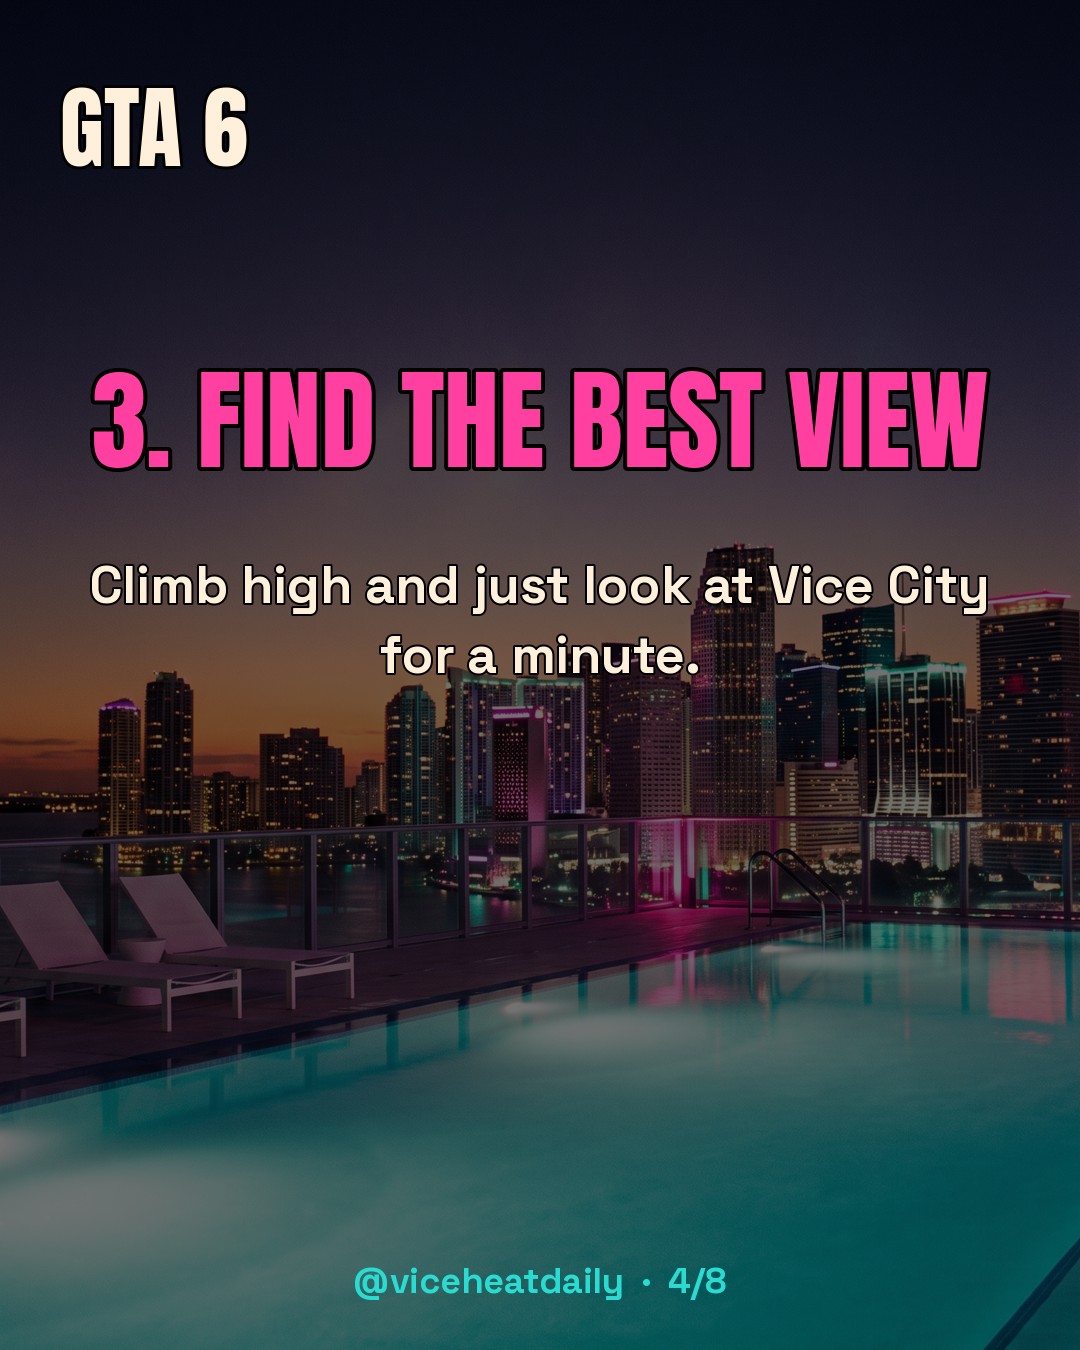 GTA 6
3. FIND THE BEST VIEW
Climb high and just look at Vice City
for a minute.
@viceheatdaily · 4/8